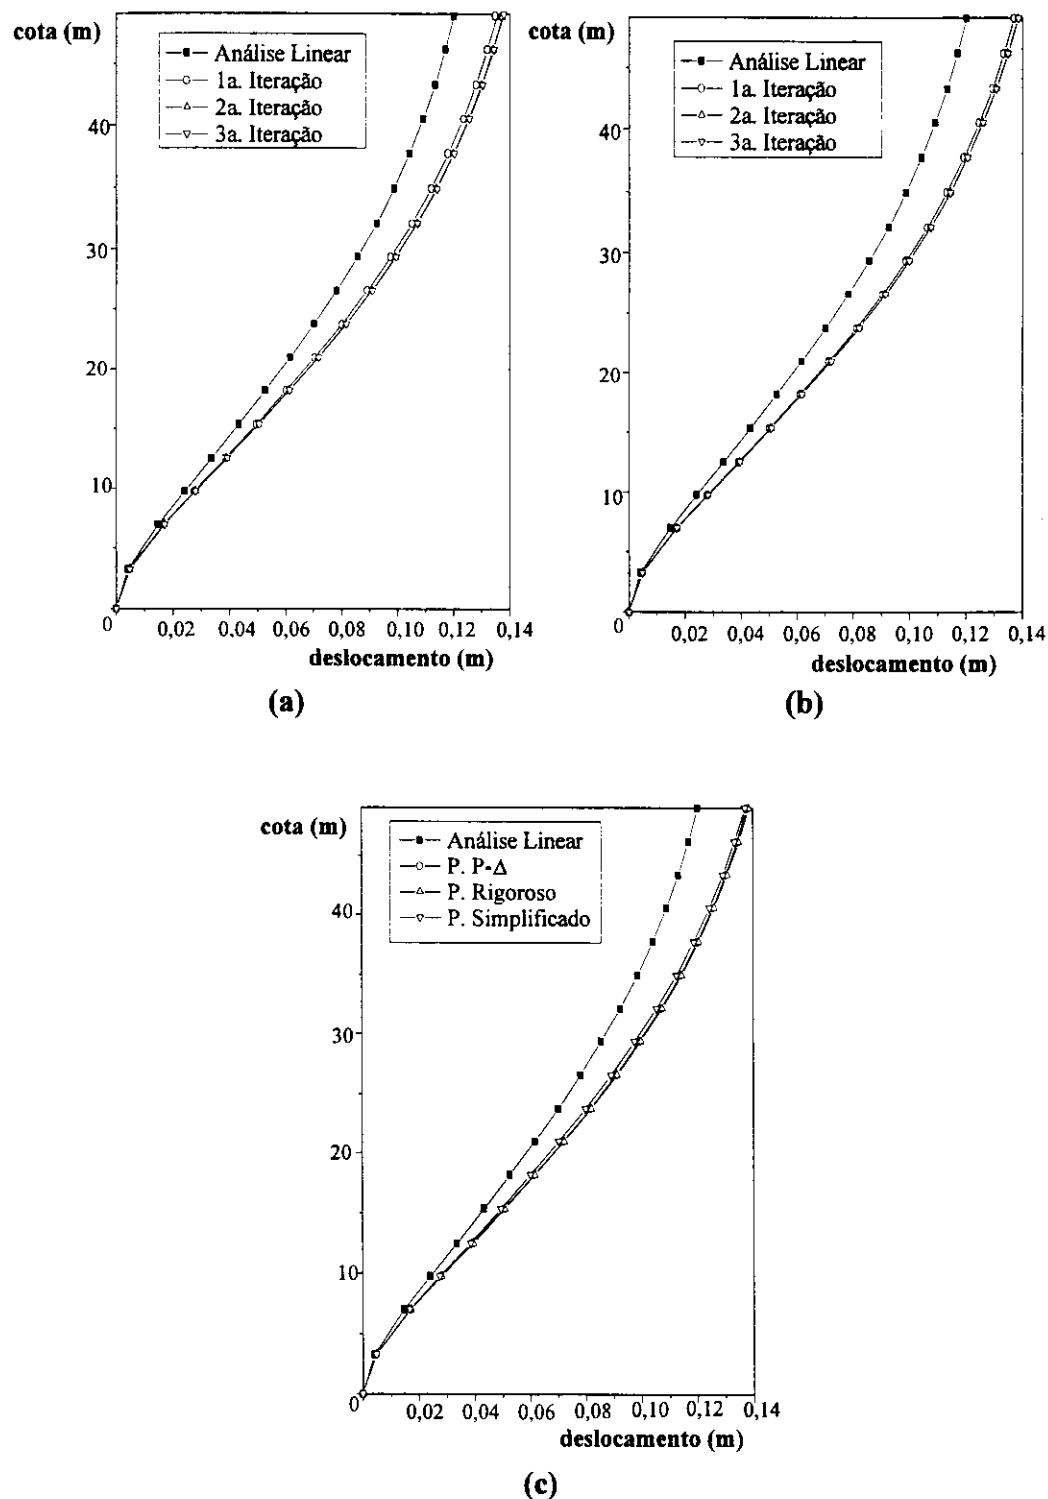 cota (m)
Análise Linear
1a. Iteração
2a. Iteração
3a. Iteração
40
30
20
10
0
0,02 0,04 0,06 0,08 0,10 0,12 0,14
deslocamento (m)
(a)
cota (m)
Análise Linear
1a. Iteração
2a. Iteração
3a. Iteração
40
30
20
10
0
0,02 0,04 0,06 0,08 0,10 0,12 0,14
deslocamento (m)
(b)
cota (m)
Análise Linear
P. P-Δ
P. Rigoroso
P. Simplificado
40
30
20
10
0
0,02 0,04 0,06 0,08 0,10 0,12 0,14
deslocamento (m)
(c)